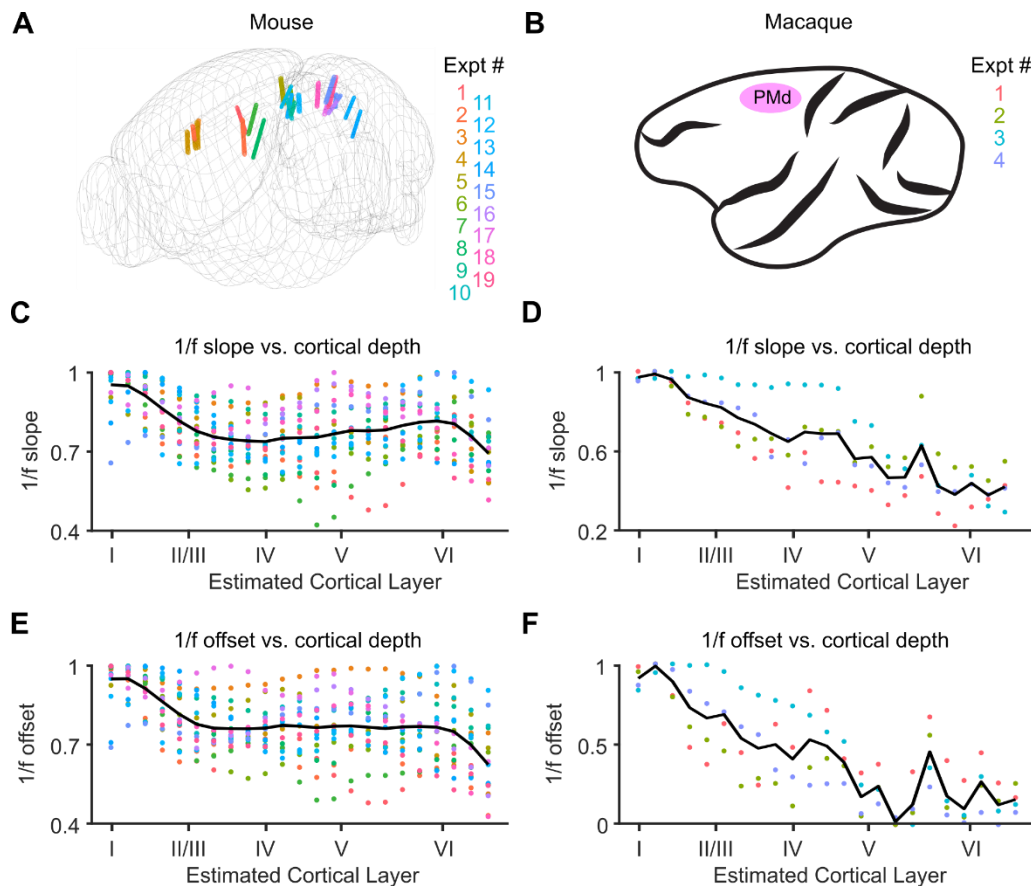 A
Mouse
Expt #
1
2
3
4
5
6
7
8
9
10
11
12
13
14
15
16
17
18
19
B
Macaque
PMd
Expt #
1
2
3
4
C
1/f slope vs. cortical depth
1/f slope
1
0.7
0.4
I II/III IV V VI
Estimated Cortical Layer
D
1/f slope vs. cortical depth
1/f slope
1
0.6
0.2
I II/III IV V VI
Estimated Cortical Layer
E
1/f offset vs. cortical depth
1/f offset
1
0.7
0.4
I II/III IV V VI
Estimated Cortical Layer
F
1/f offset vs. cortical depth
1/f offset
1
0.5
0
I II/III IV V VI
Estimated Cortical Layer